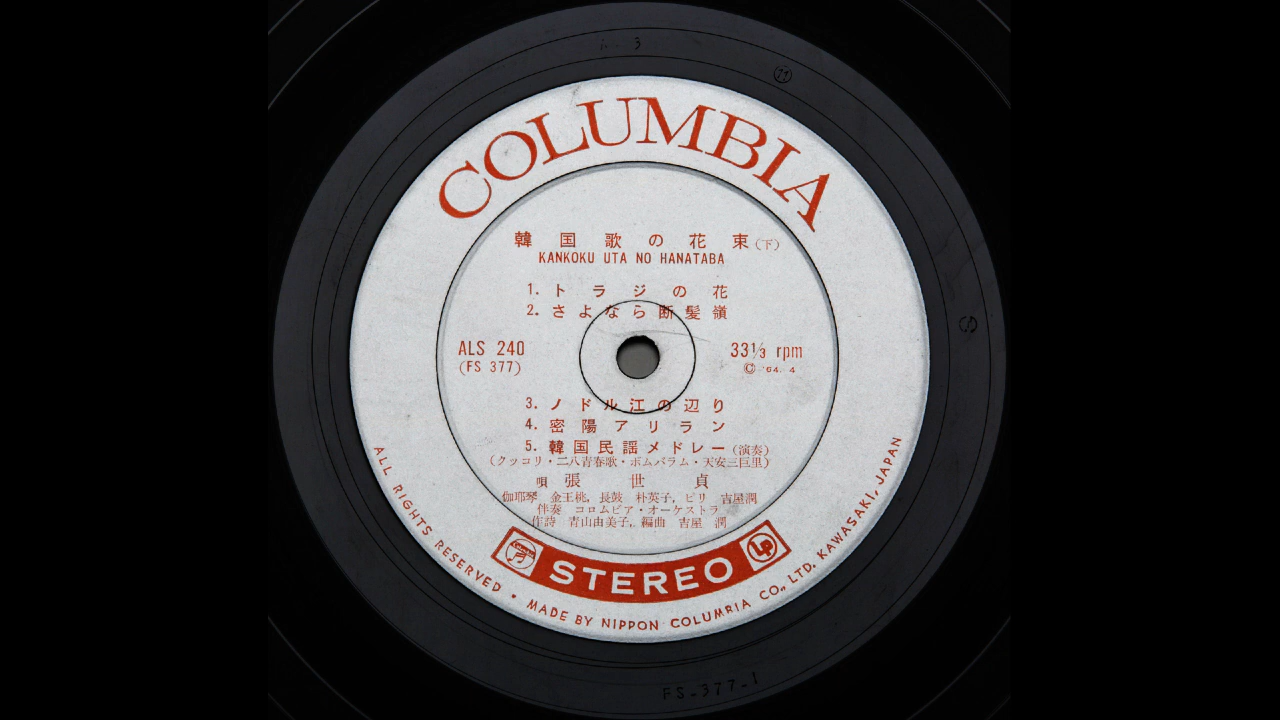 COLUMBIA
韓国歌の花束(下)
KANKOKU UTA NO HANATABA
1. トラジの花
2. さよなら断髪嶺
ALS 240
(FS 377)
33⅓ rpm
© '64. 4
3. ノドル江の辺り
4. 密陽アリラン
5. 韓国民謡メドレー(演奏)
(クッコリ・二八青春歌・ボムバラム・天安三巨里)
唄 張世貞
伽耶琴 金王桃, 長鼓 朴英子, ピリ 吉屋潤
伴奏 コロムビア・オーケストラ
作詩 青山由美子, 編曲 吉屋 潤
STEREO
LP
ALL RIGHTS RESERVED • MADE BY NIPPON COLUMBIA CO., LTD. KAWASAKI, JAPAN
11
FS-377-1